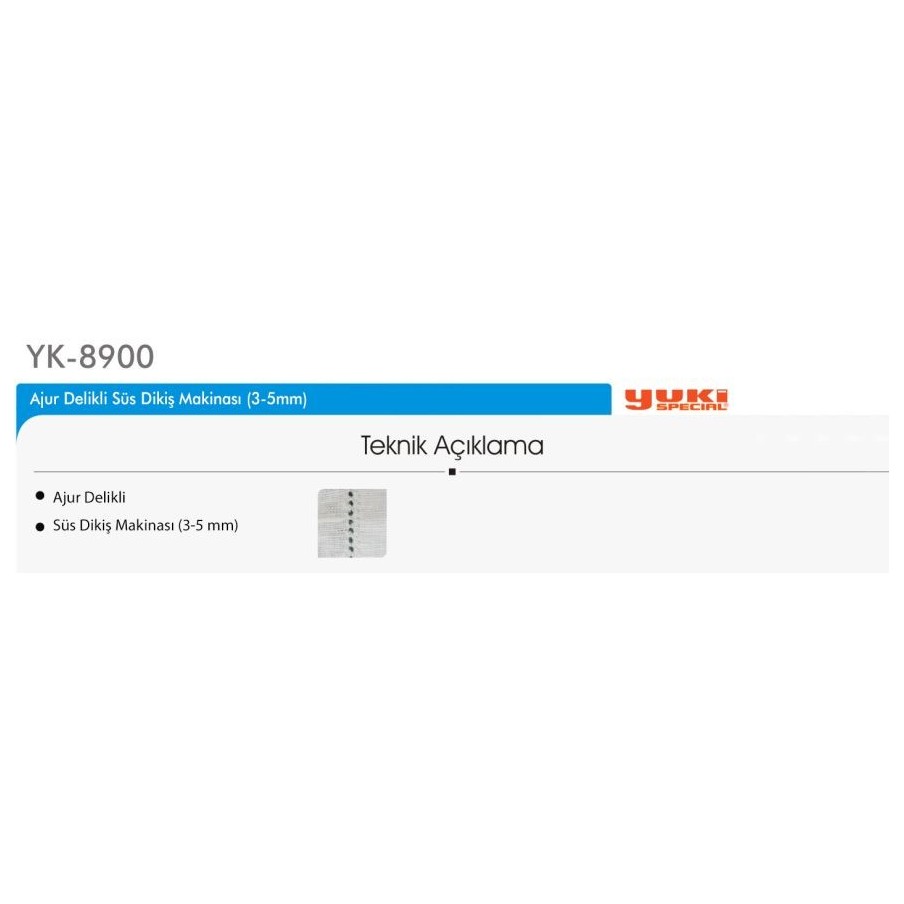 YK-8900
Ajur Delikli Süs Dikiş Makinası (3-5mm)
YUKI
SPECIAL
Teknik Açıklama
Ajur Delikli
Süs Dikiş Makinası (3-5 mm)